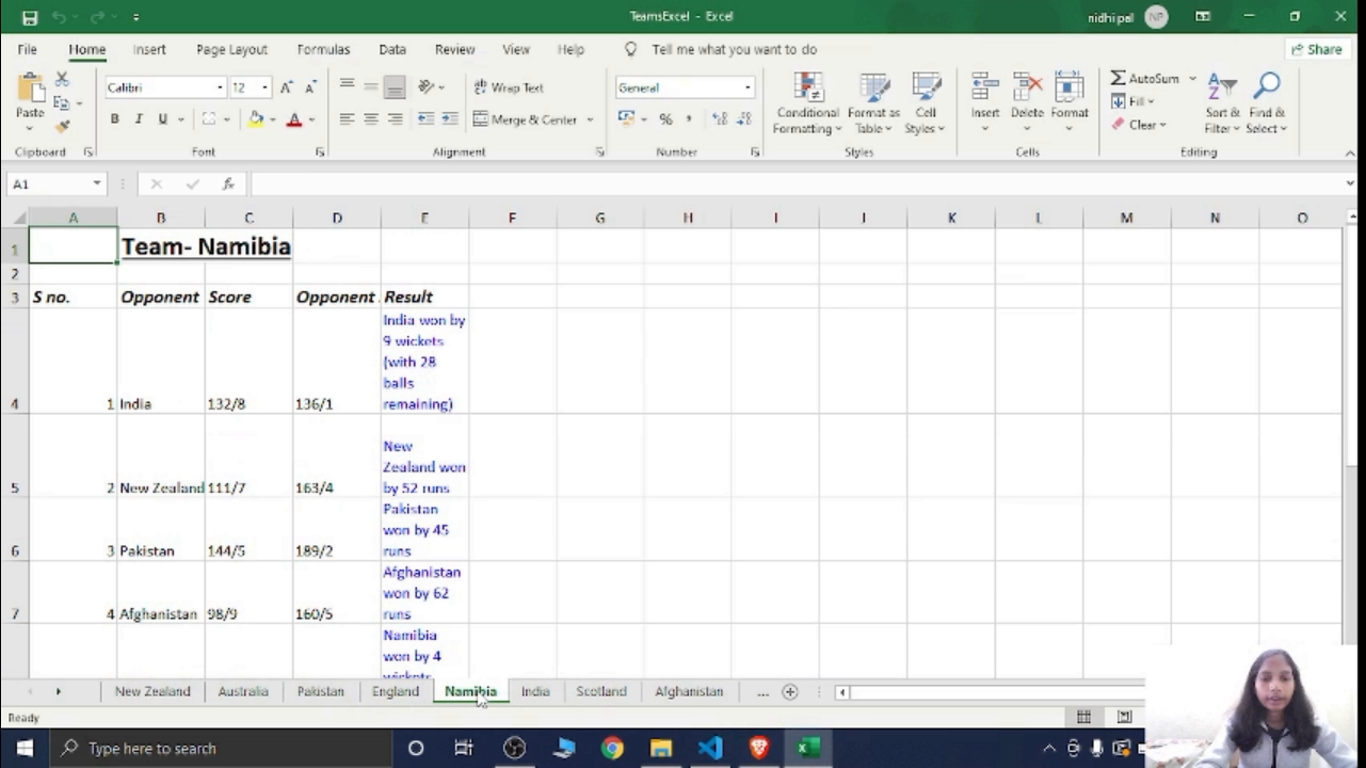 TeamsExcel - Excel
nidhi pal NP
File Home Insert Page Layout Formulas Data Review View Help Tell me what you want to do Share
Paste
Calibri 12
Wrap Text
General
AutoSum
Fill
Clear
B I U
Merge & Center
%
Conditional Formatting
Format as Table
Cell Styles
Insert Delete Format
Sort & Filter
Find & Select
Clipboard Font Alignment Number Styles Cells Editing
A1 fx
A B C D E F G H I J K L M N O
1 Team- Namibia
2
3 S no. Opponent Score Opponent Result
India won by
9 wickets
(with 28
balls
4 1 India 132/8 136/1 remaining)
New
Zealand won
5 2 New Zealand 111/7 163/4 by 52 runs
Pakistan
won by 45
6 3 Pakistan 144/5 189/2 runs
Afghanistan
won by 62
7 4 Afghanistan 98/9 160/5 runs
Namibia
won by 4
wickets
New Zealand Australia Pakistan England Namibia India Scotland Afghanistan ...
Ready
Type here to search